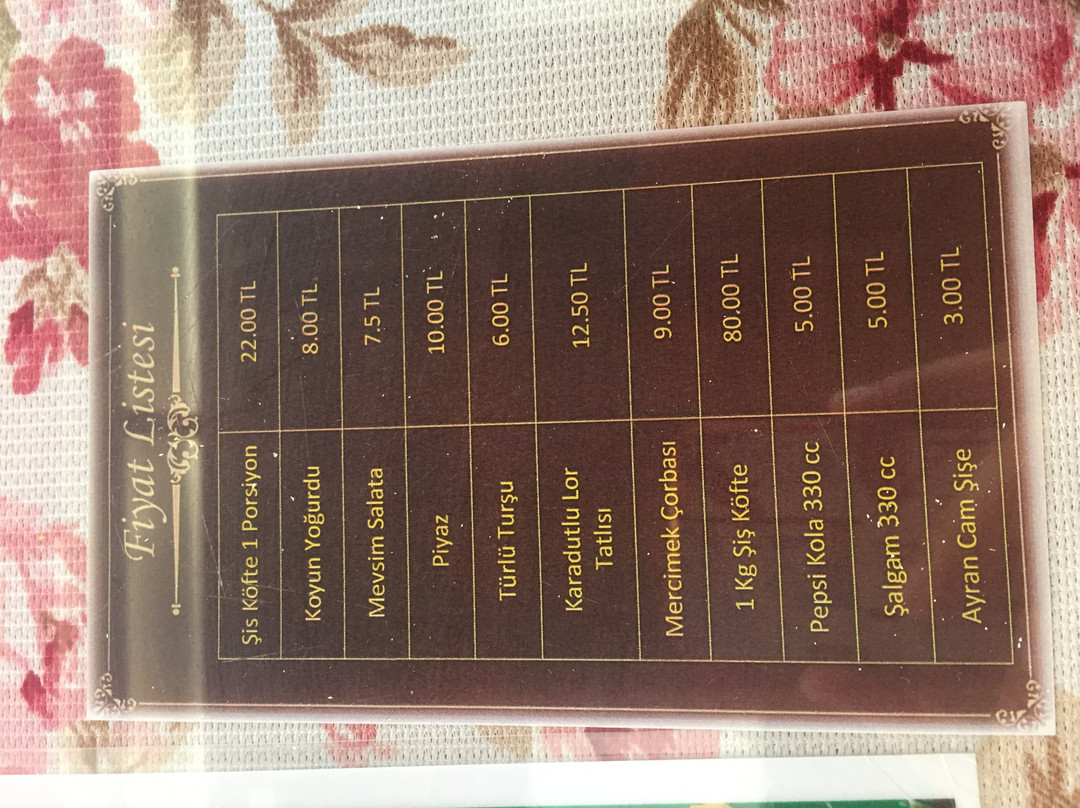 Fiyat Listesi
Şis Köfte 1 Porsiyon 22.00 TL
Koyun Yoğurdu 8.00 TL
Mevsim Salata 7.5 TL
Piyaz 10.00 TL
Türlü Turşu 6.00 TL
Karadutlu Lor 12.50 TL
Tatlısı
Mercimek Çorbası 9.00 TL
1 Kg Şiş Köfte 80.00 TL
Pepsi Kola 330 cc 5.00 TL
Şalgam 330 cc 5.00 TL
Ayran Cam Şişe 3.00 TL